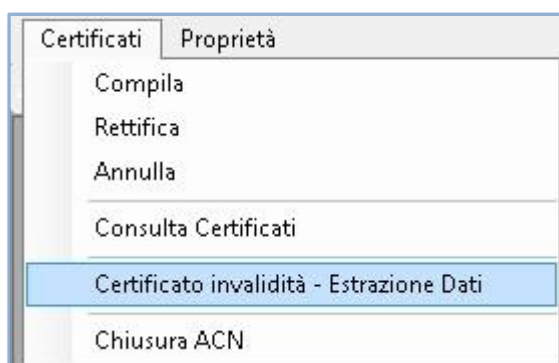 Certificati Proprietà
Compila
Rettifica
Annulla
Consulta Certificati
Certificato invalidità - Estrazione Dati
Chiusura ACN